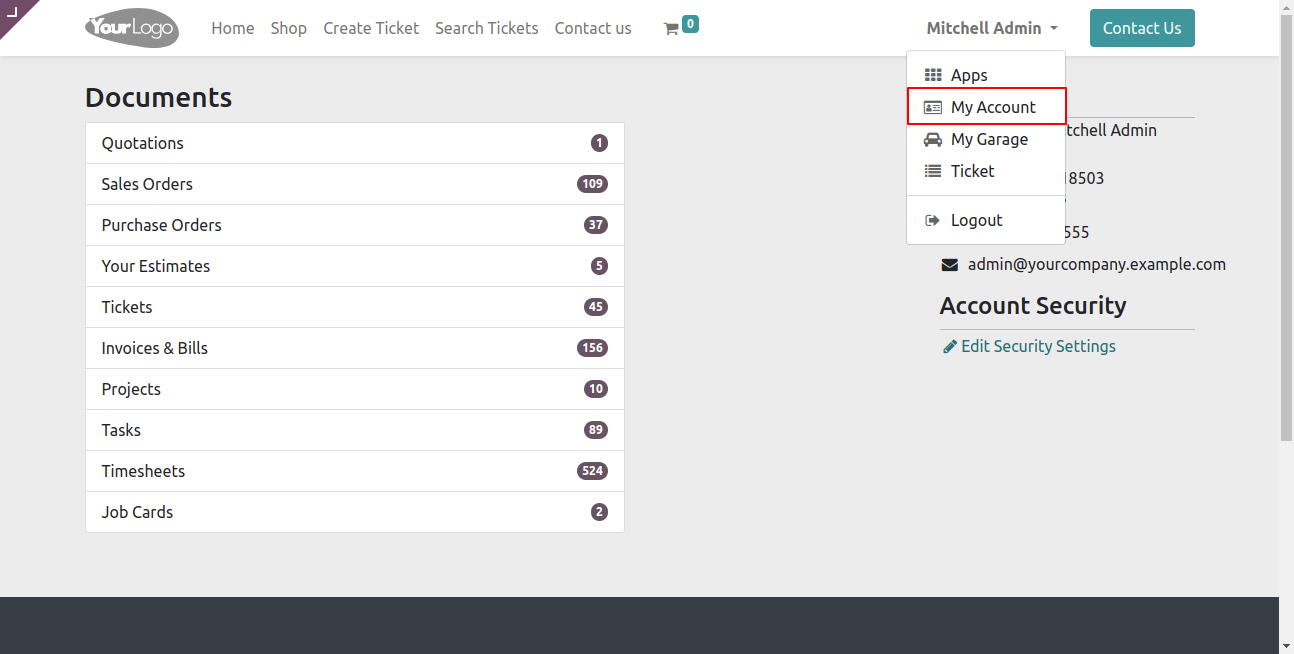 YourLogo
Home Shop Create Ticket Search Tickets Contact us 0 Mitchell Admin Contact Us
Apps
My Account
My Garage
Ticket
Logout
Documents
Quotations 1
Sales Orders 109
Purchase Orders 37
Your Estimates 5
Tickets 45
Invoices & Bills 156
Projects 10
Tasks 89
Timesheets 524
Job Cards 2
tchell Admin
18503
555
admin@yourcompany.example.com
Account Security
Edit Security Settings